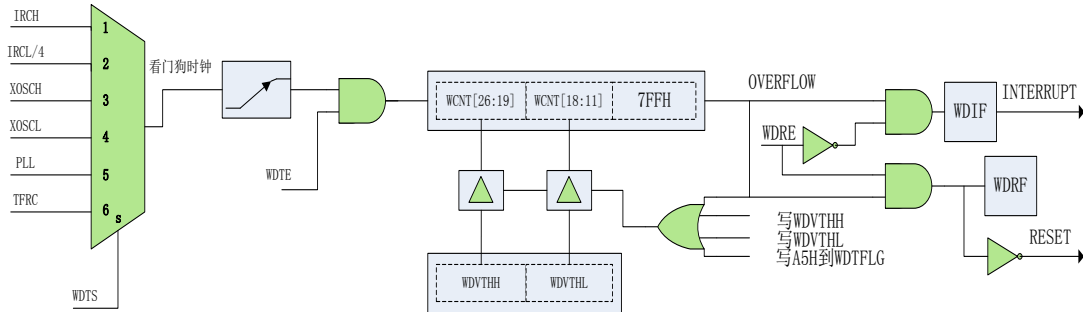 IRCH
1
IRCL/4
2
看门狗时钟
XOSCH
3
XOSCL
4
PLL
5
TFRC
6
S
WDTS
WDTE
WCNT[26:19]
WCNT[18:11]
7FFH
OVERFLOW
WDRE
WDIF
INTERRUPT
WDRF
RESET
写WDVTHH
写WDVTHL
写A5H到WDTFLG
WDVTHH
WDVTHL